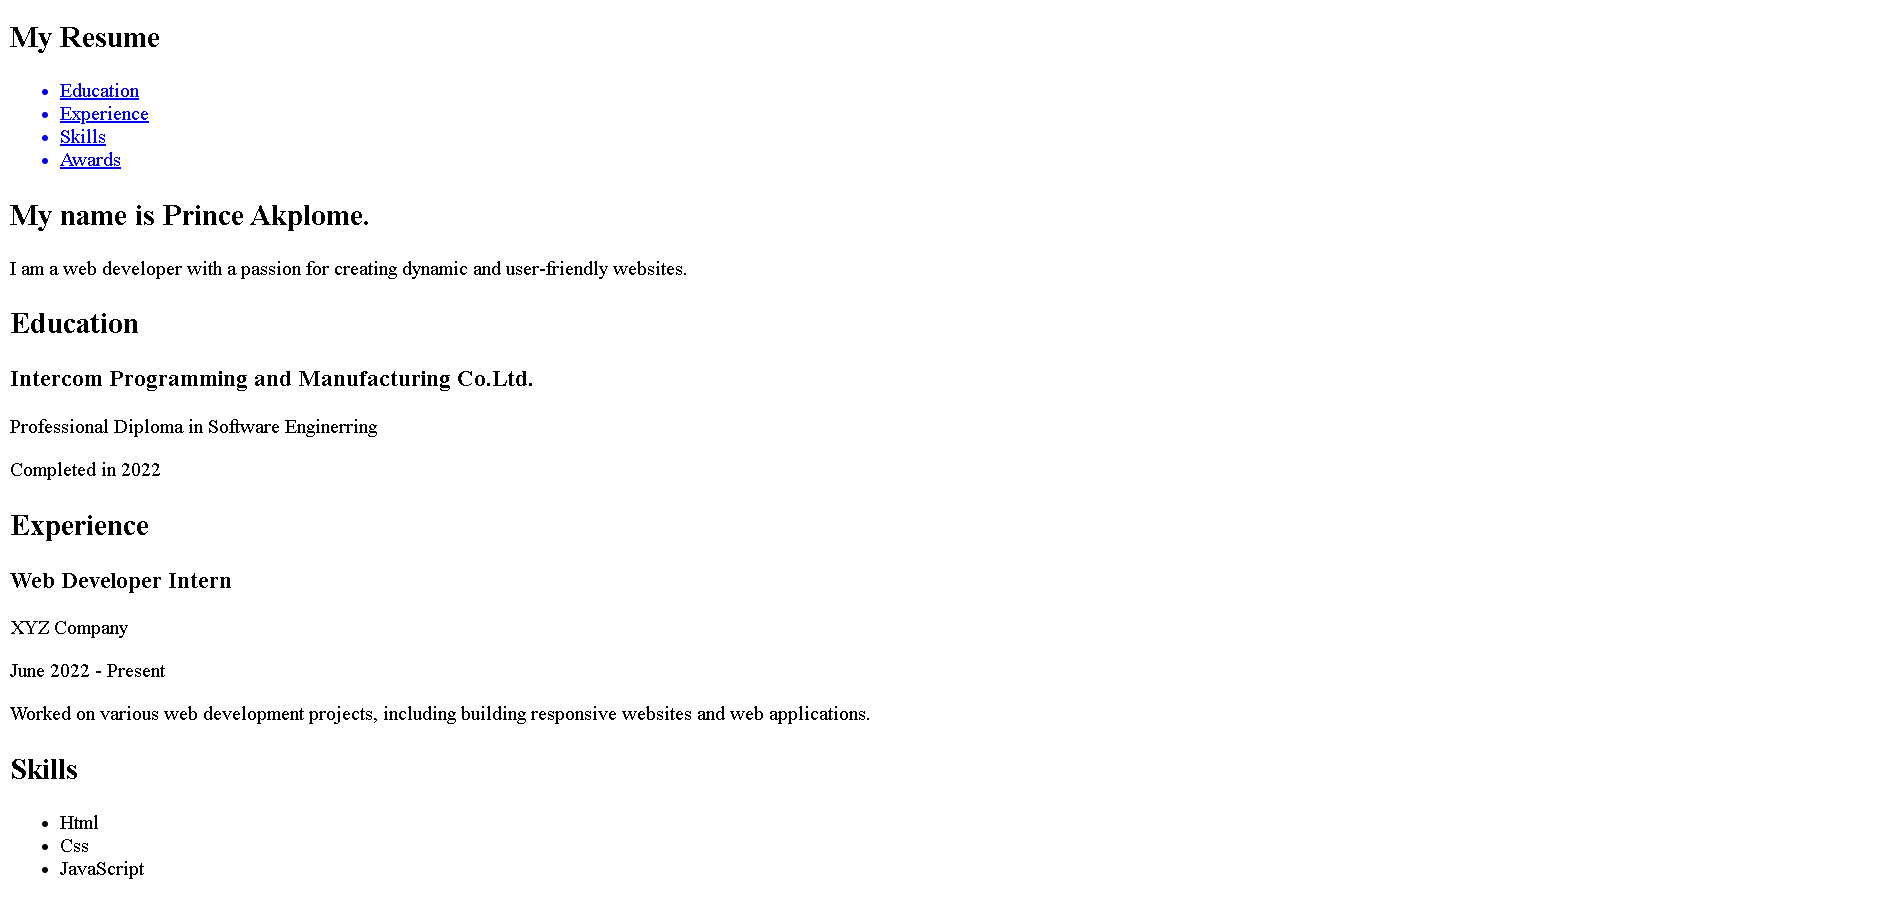 My Resume
Education
Experience
Skills
Awards
My name is Prince Akplome.
I am a web developer with a passion for creating dynamic and user-friendly websites.
Education
Intercom Programming and Manufacturing Co.Ltd.
Professional Diploma in Software Enginerring
Completed in 2022
Experience
Web Developer Intern
XYZ Company
June 2022 - Present
Worked on various web development projects, including building responsive websites and web applications.
Skills
Html
Css
JavaScript